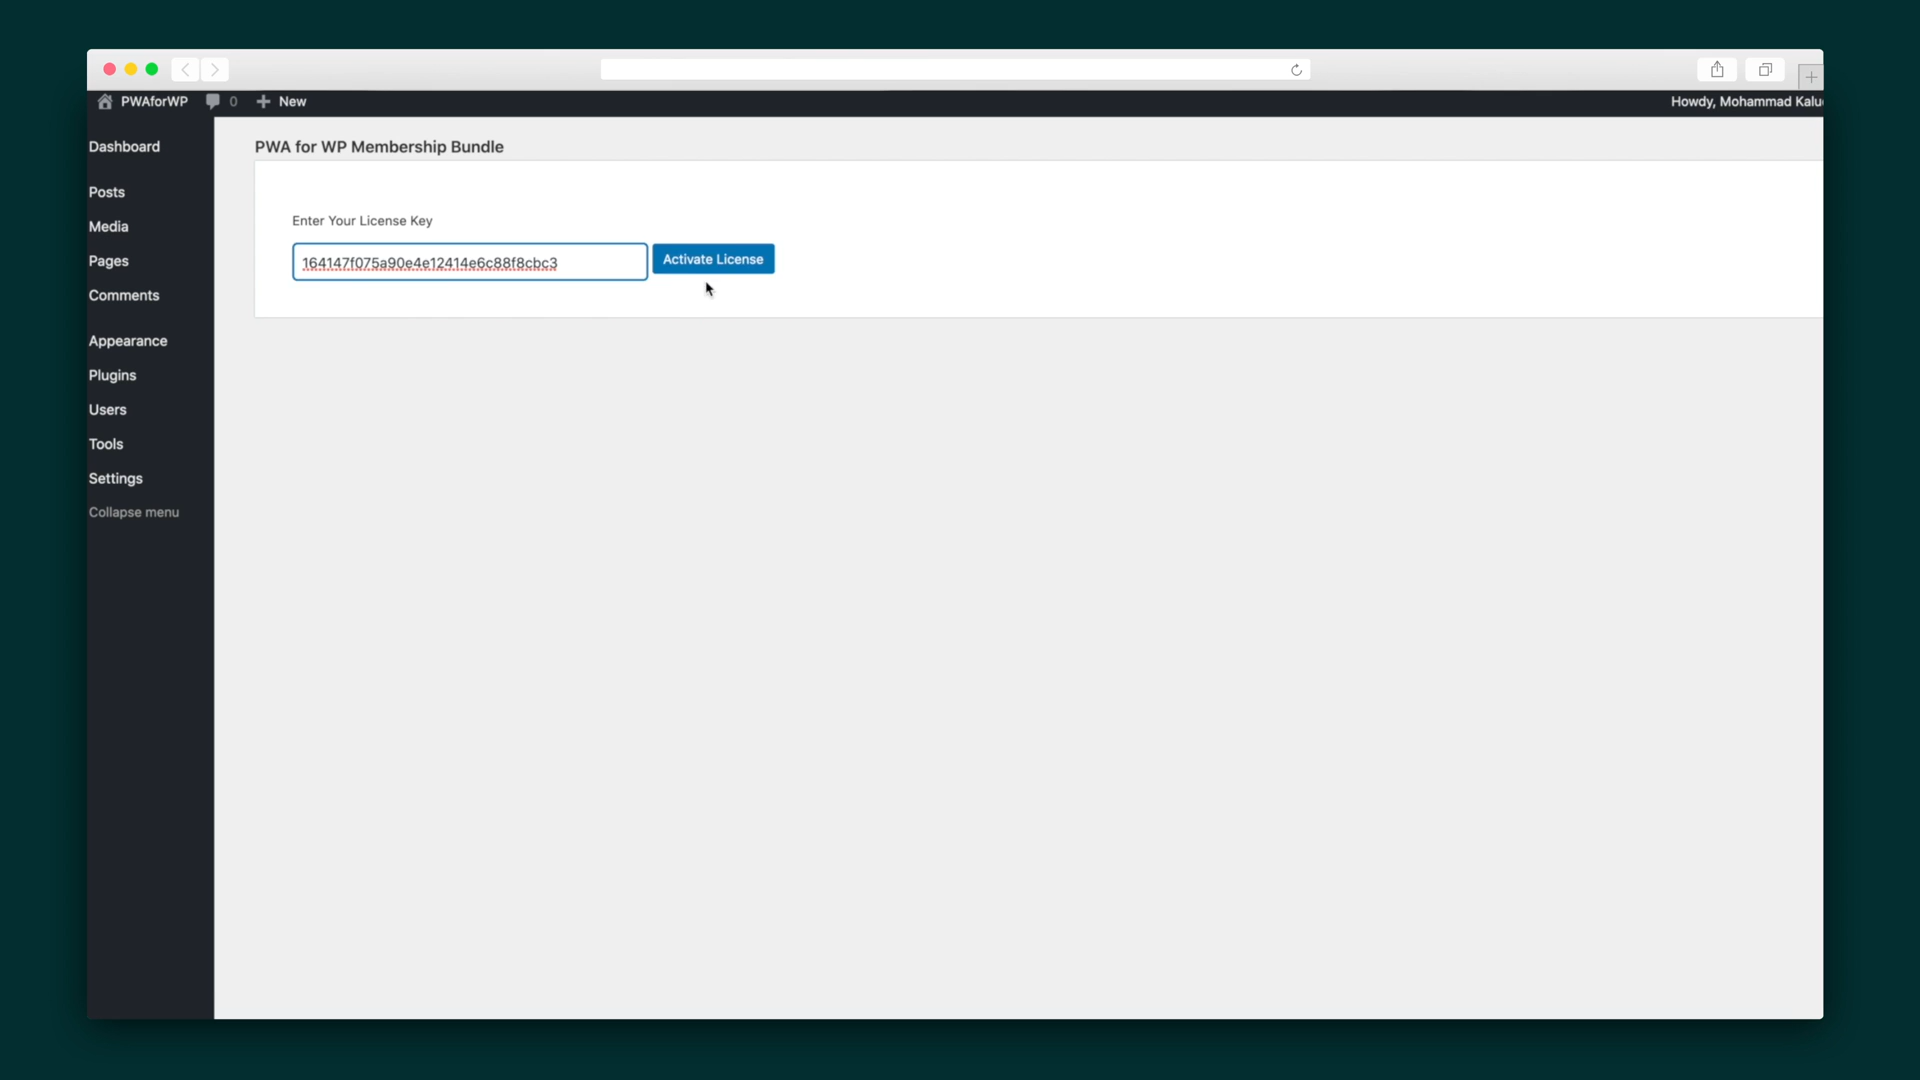 PWAforWP 0 New
Howdy, Mohammad Kalu
Dashboard
Posts
Media
Pages
Comments
Appearance
Plugins
Users
Tools
Settings
Collapse menu
PWA for WP Membership Bundle
Enter Your License Key
164147f075a90e4e12414e6c88f8cbc3
Activate License